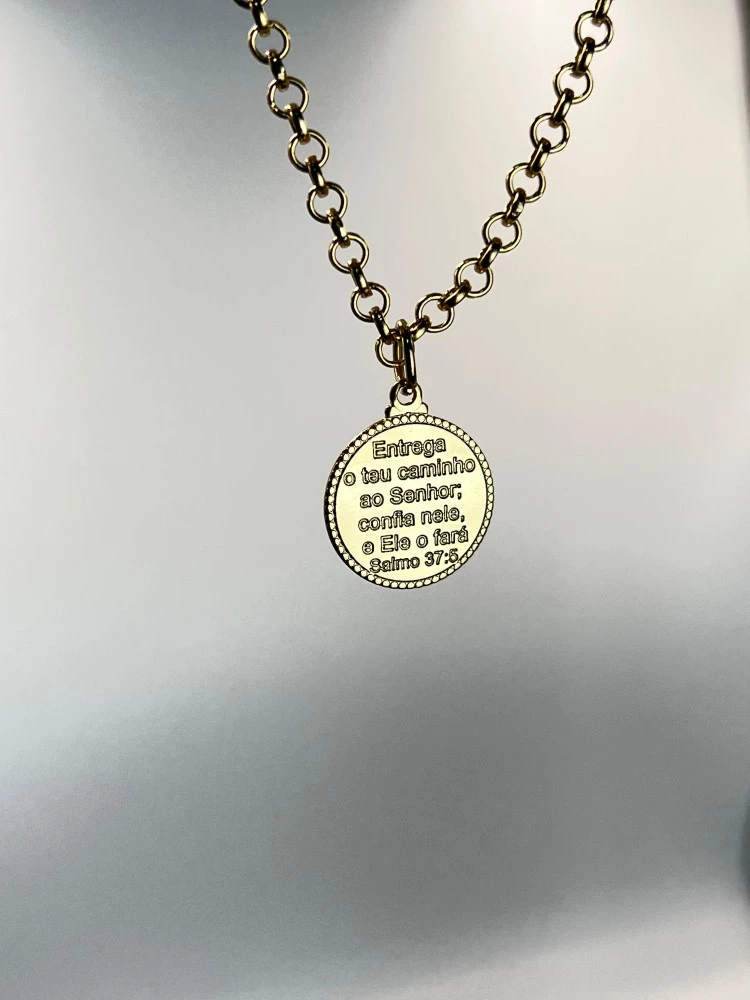 Entrega
o teu caminho
ao Senhor;
confia nele,
e Ele o fará
Salmo 37:5